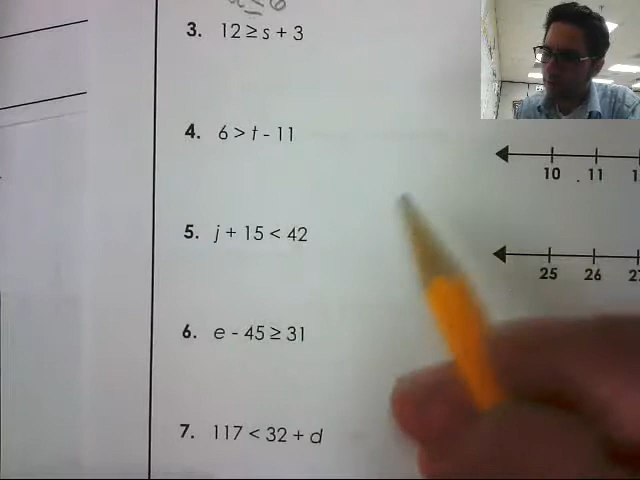 3. 12 ≥ s + 3
4. 6 > t - 11
10 11
5. j + 15 < 42
25 26
6. e - 45 ≥ 31
7. 117 < 32 + d